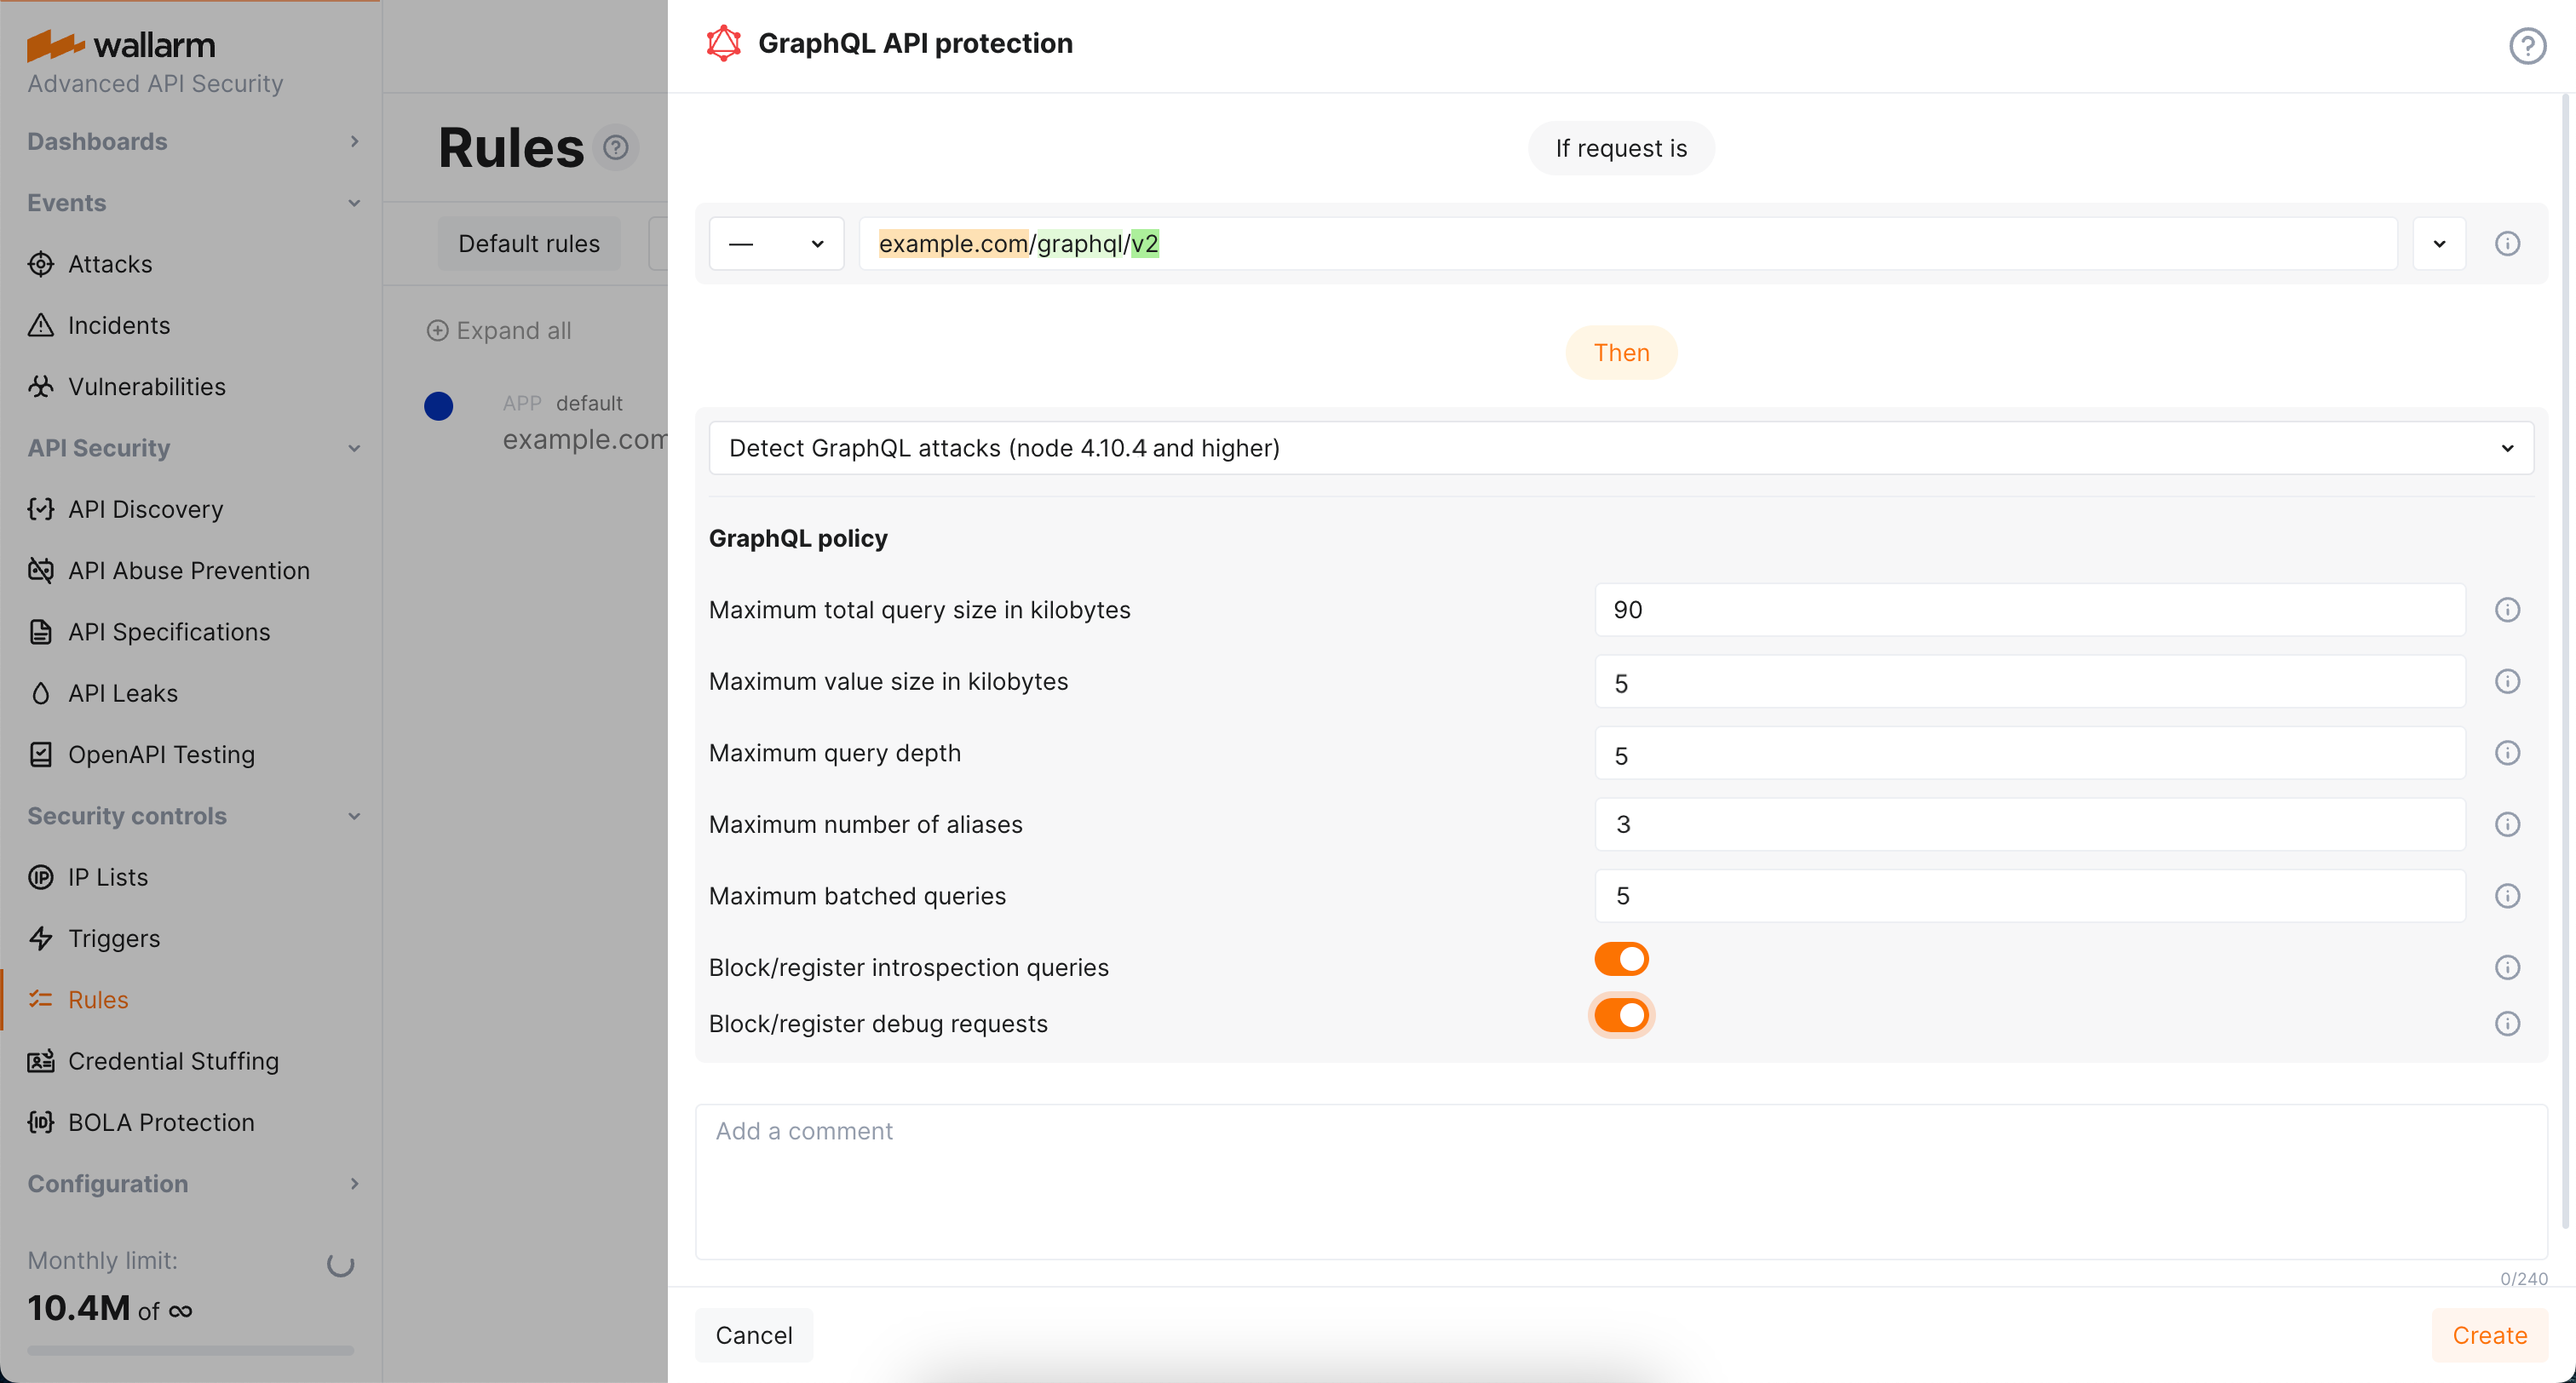 wallarm
Advanced API Security
Dashboards
Events
Attacks
Incidents
Vulnerabilities
API Security
API Discovery
API Abuse Prevention
API Specifications
API Leaks
OpenAPI Testing
Security controls
IP Lists
Triggers
Rules
Credential Stuffing
BOLA Protection
Configuration
Monthly limit:
10.4M of ∞
Rules
Default rules
Expand all
APP default
example.com
GraphQL API protection
If request is
— example.com/graphql/v2
Then
Detect GraphQL attacks (node 4.10.4 and higher)
GraphQL policy
Maximum total query size in kilobytes 90
Maximum value size in kilobytes 5
Maximum query depth 5
Maximum number of aliases 3
Maximum batched queries 5
Block/register introspection queries
Block/register debug requests
Add a comment
0/240
Cancel Create